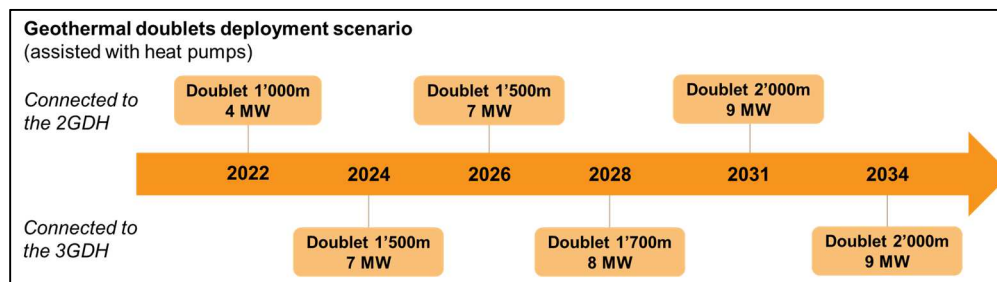 Geothermal doublets deployment scenario
(assisted with heat pumps)
Connected to
the 2GDH
Doublet 1’000m
4 MW
Doublet 1’500m
7 MW
Doublet 2’000m
9 MW
2022
2024
2026
2028
2031
2034
Connected to
the 3GDH
Doublet 1’500m
7 MW
Doublet 1’700m
8 MW
Doublet 2’000m
9 MW